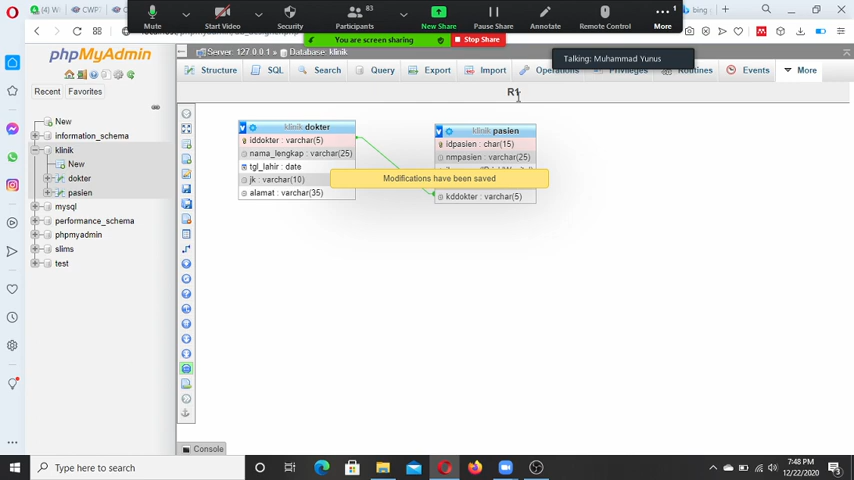 83
1
Mute
Start Video
Security
Participants
New Share
Pause Share
Annotate
Remote Control
More
You are screen sharing
Stop Share
Talking: Muhammad Yunus
phpMyAdmin
Recent
Favorites
New
information_schema
klinik
New
dokter
pasien
mysql
performance_schema
phpmyadmin
slims
test
Server: 127.0.0.1 » Database: klinik
Structure
SQL
Search
Query
Export
Import
Operations
Privileges
Routines
Events
More
R1
klinik dokter
iddokter : varchar(5)
nama_lengkap : varchar(25)
tgl_lahir : date
jk : varchar(10)
alamat : varchar(35)
klinik pasien
idpasien : char(15)
nmpasien : varchar(25)
Modifications have been saved
kddokter : varchar(5)
Console
Type here to search
7:48 PM
12/22/2020
3